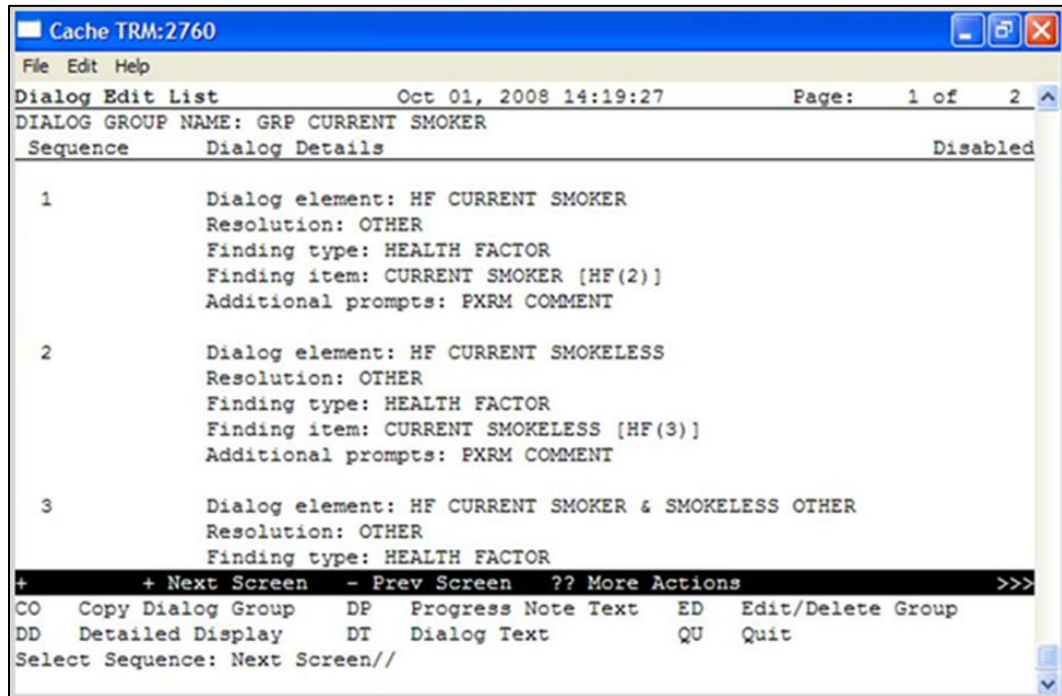 Cache TRM:2760
File Edit Help
Dialog Edit List Oct 01, 2008 14:19:27 Page: 1 of 2
DIALOG GROUP NAME: GRP CURRENT SMOKER
Sequence Dialog Details Disabled
1 Dialog element: HF CURRENT SMOKER
Resolution: OTHER
Finding type: HEALTH FACTOR
Finding item: CURRENT SMOKER [HF(2)]
Additional prompts: PXRM COMMENT
2 Dialog element: HF CURRENT SMOKELESS
Resolution: OTHER
Finding type: HEALTH FACTOR
Finding item: CURRENT SMOKELESS [HF(3)]
Additional prompts: PXRM COMMENT
3 Dialog element: HF CURRENT SMOKER & SMOKELESS OTHER
Resolution: OTHER
Finding type: HEALTH FACTOR
+ + Next Screen - Prev Screen ?? More Actions >>>
CO Copy Dialog Group DP Progress Note Text ED Edit/Delete Group
DD Detailed Display DT Dialog Text QU Quit
Select Sequence: Next Screen//